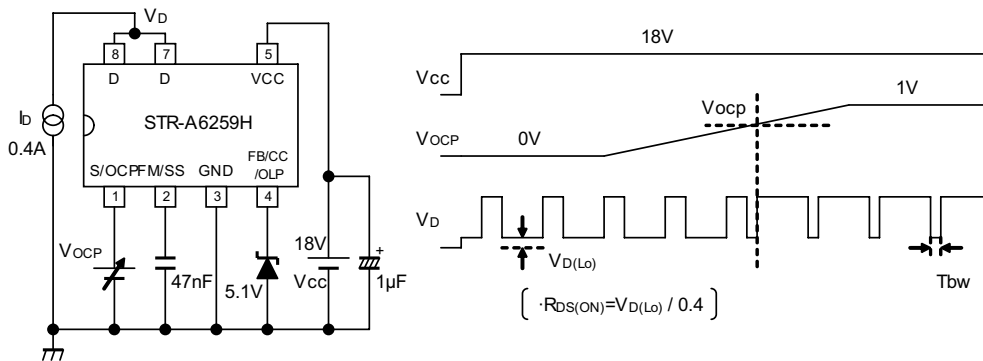 VD
8 7 5
D D VCC
ID
0.4A
STR-A6259H
S/OCP FM/SS GND FB/CC
/OLP
1 2 3 4
VOCP
47nF
5.1V
18V
Vcc
+
1μF
18V
Vcc
Vocp
1V
VOCP
0V
VD
VD(Lo)
Tbw
·RDS(ON)=VD(Lo) / 0.4